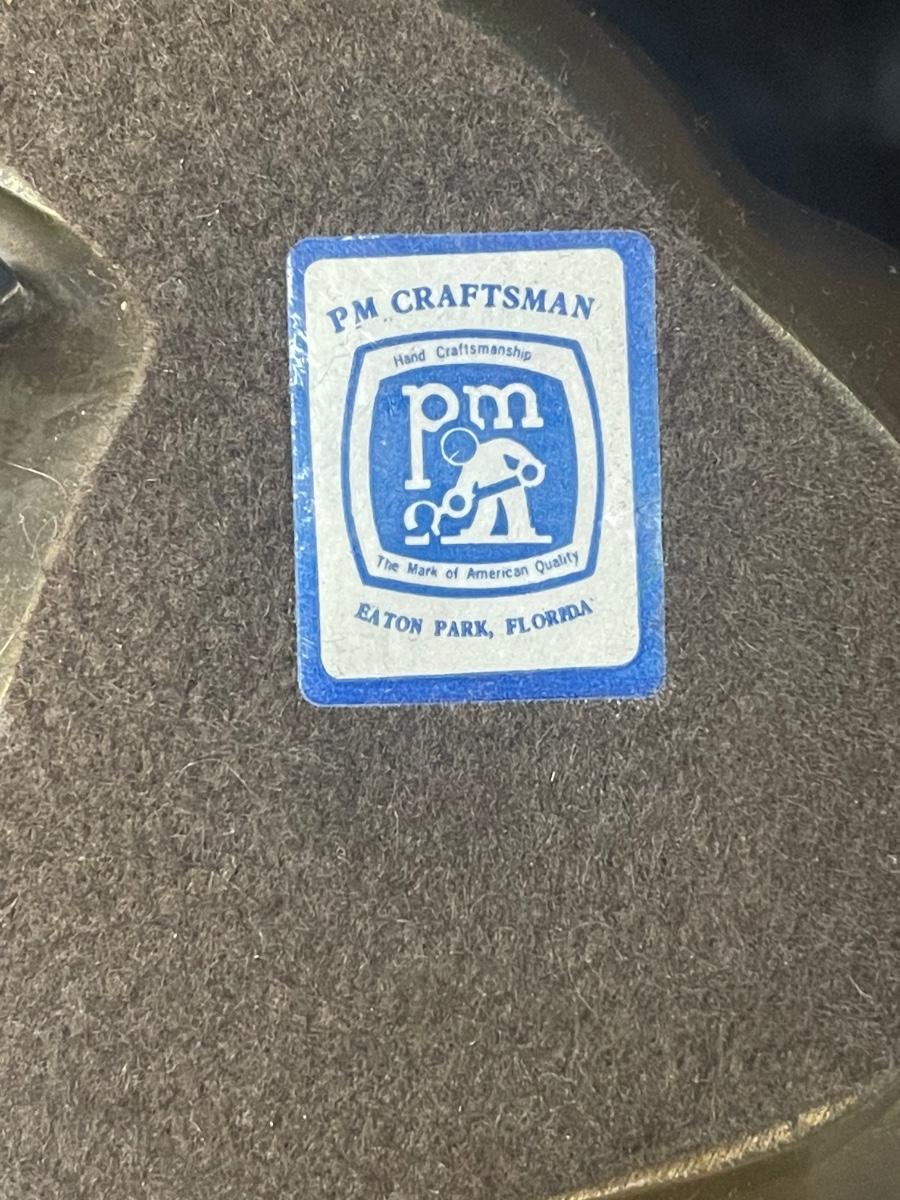 PM CRAFTSMAN
Hand Craftsmanship
pm
The Mark of American Quality
EATON PARK, FLORIDA